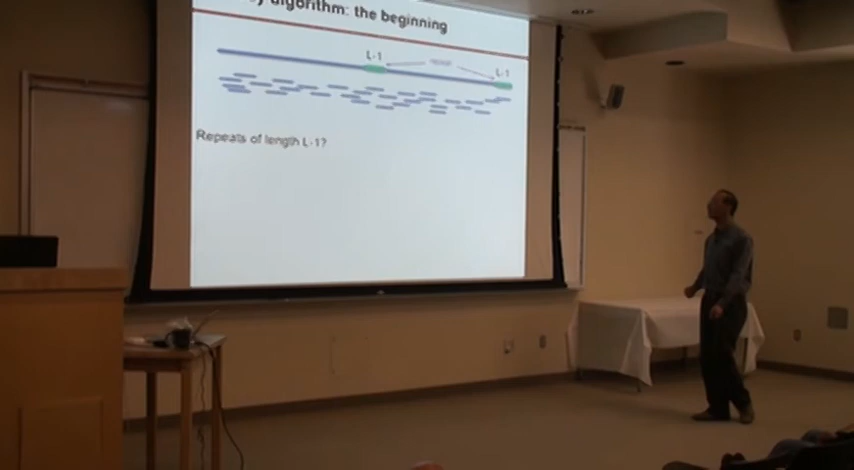 algorithm: the beginning
L-1
L-1
Repeats of length L-1?